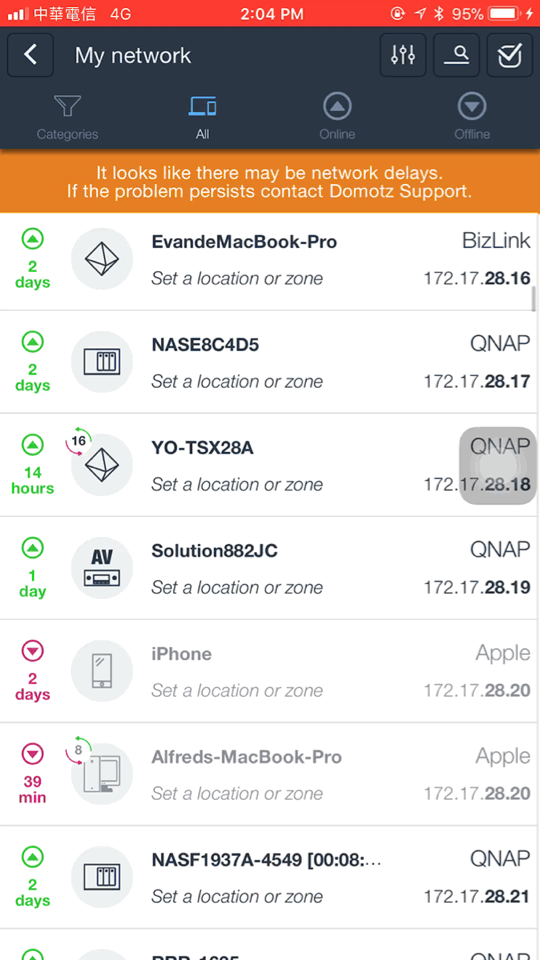 中華電信 4G 2:04 PM 95%
My network
Categories All Online Offline
It looks like there may be network delays.
If the problem persists contact Domotz Support.
EvandeMacBook-Pro BizLink
2 days Set a location or zone 172.17.28.16
NASE8C4D5 QNAP
2 days Set a location or zone 172.17.28.17
16 YO-TSX28A QNAP
14 hours Set a location or zone 172.17.28.18
AV Solution882JC QNAP
1 day Set a location or zone 172.17.28.19
iPhone Apple
2 days Set a location or zone 172.17.28.20
8 Alfreds-MacBook-Pro Apple
39 min Set a location or zone 172.17.28.20
NASF1937A-4549 [00:08:... QNAP
2 days Set a location or zone 172.17.28.21
QNAP